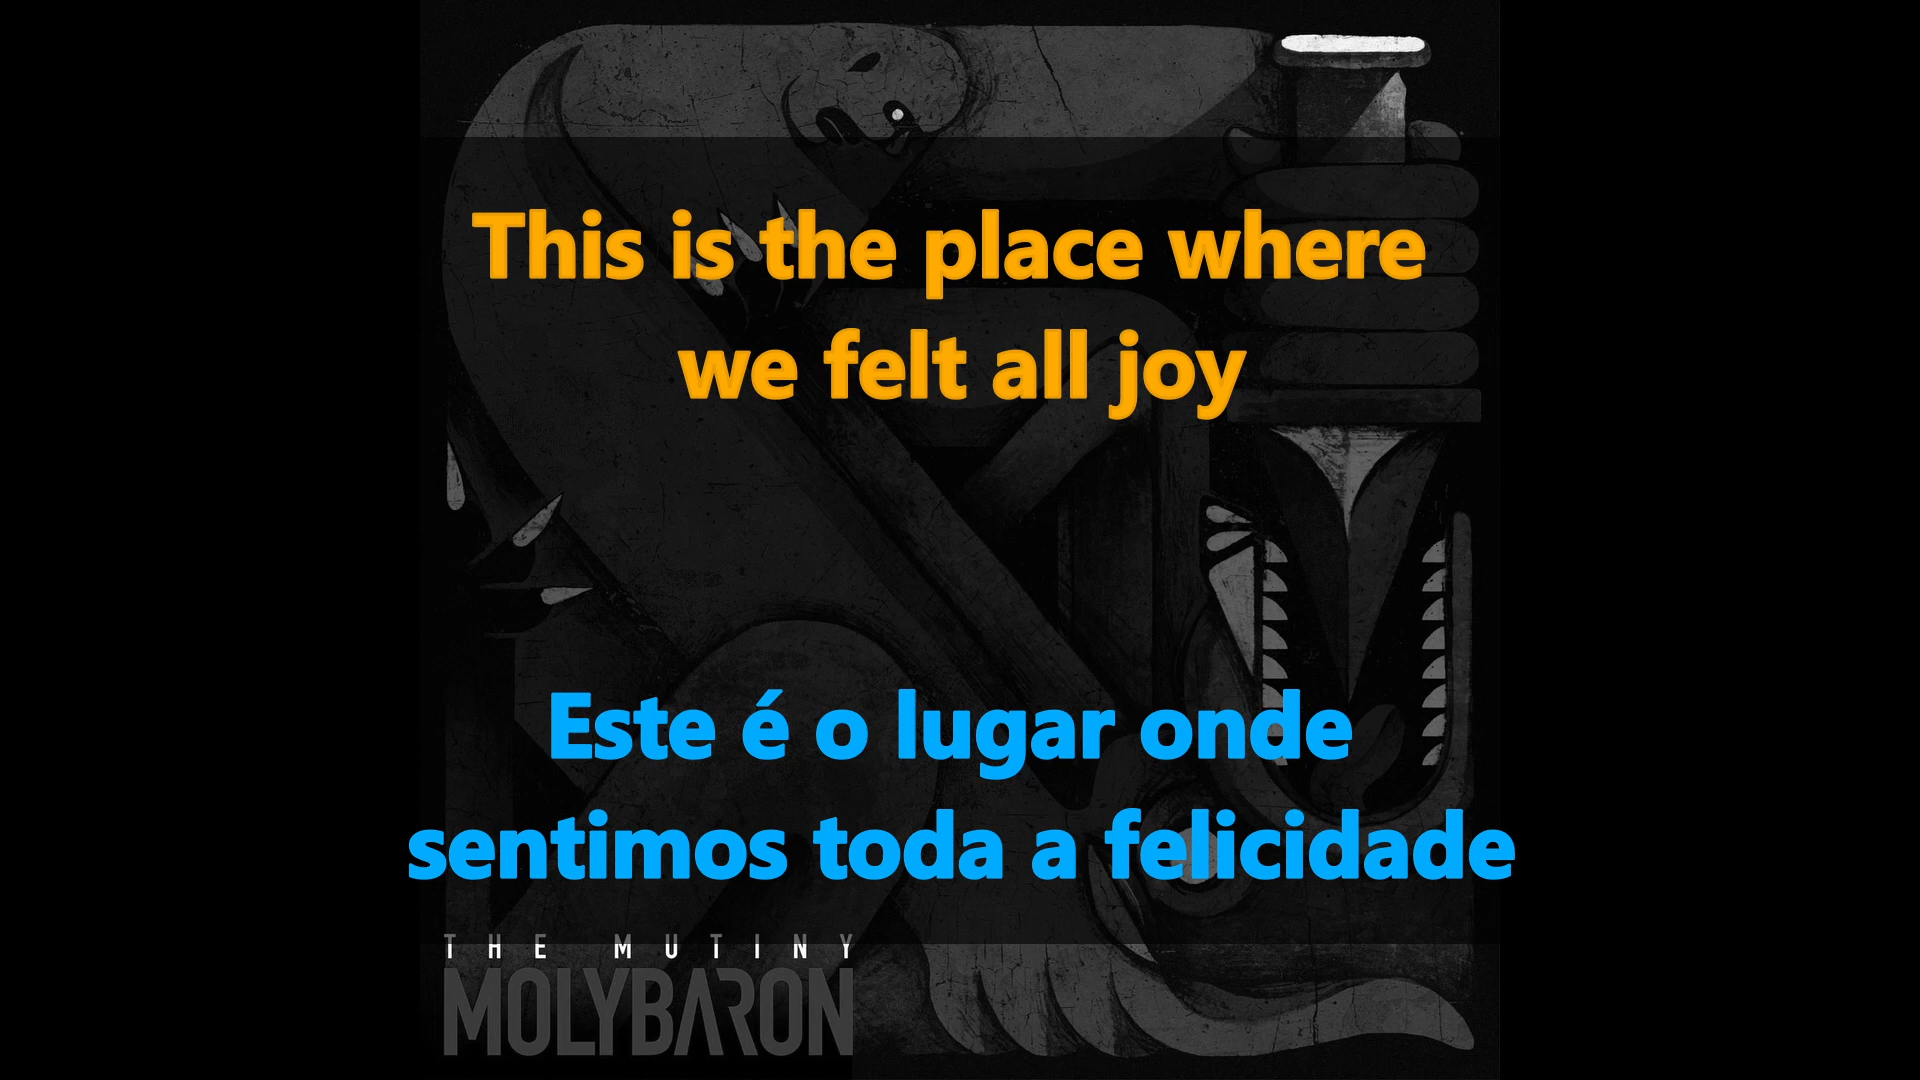 This is the place where
we felt all joy
Este é o lugar onde
sentimos toda a felicidade
THE MUTINY
MOLYBARON